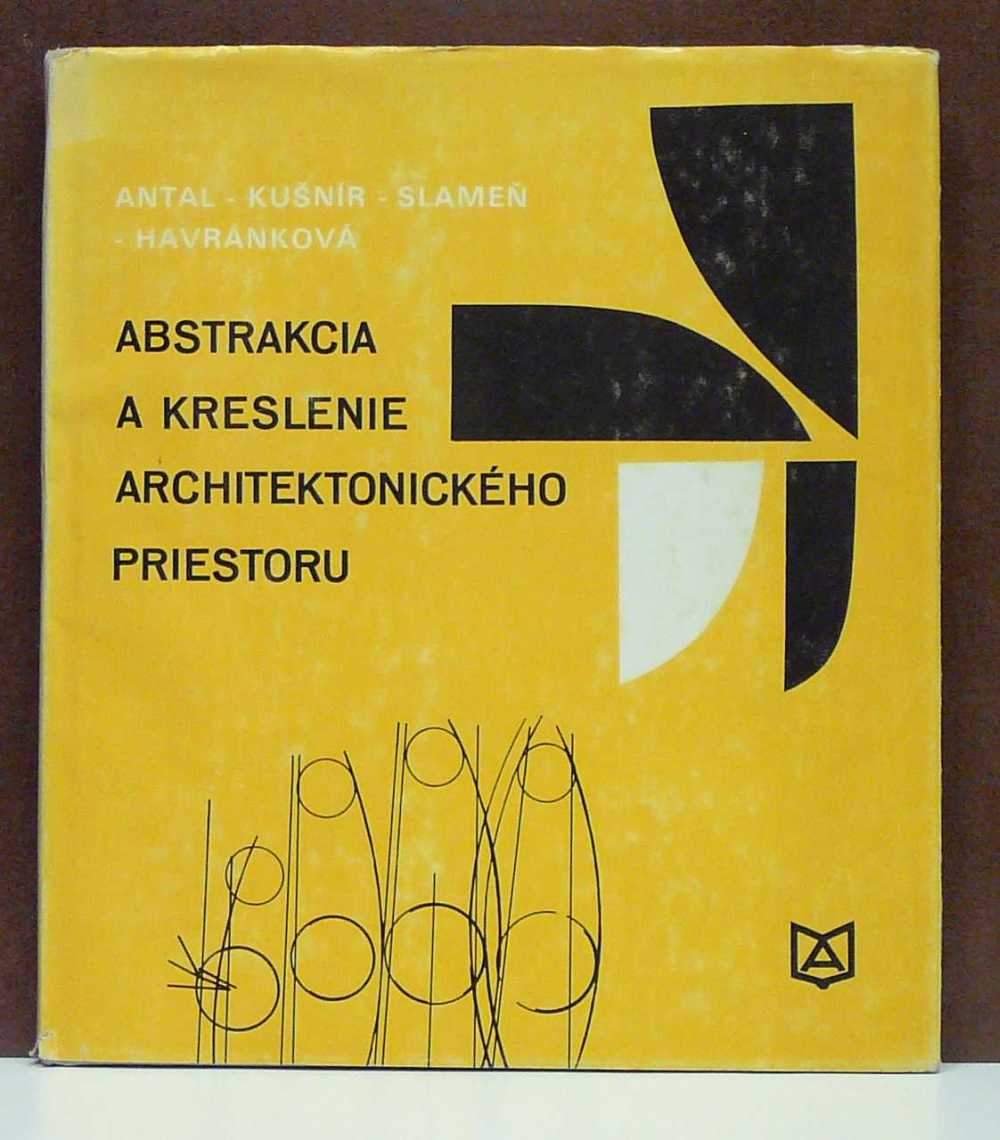 ANTAL - KUŠNÍR - SLAMEŇ
- HAVRÁNKOVÁ
ABSTRAKCIA
A KRESLENIE
ARCHITEKTONICKÉHO
PRIESTORU
A